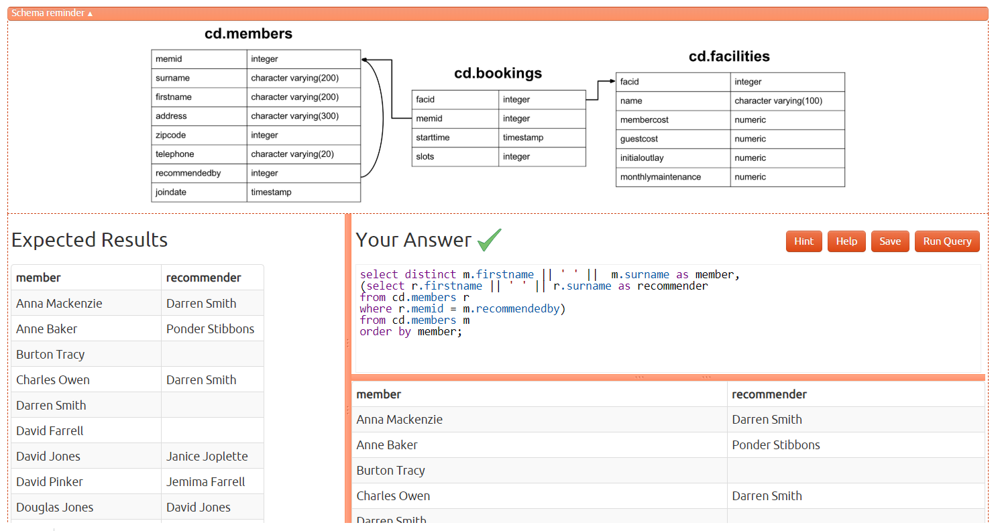 Schema reminder ▲
cd.members
memid integer
surname character varying(200)
firstname character varying(200)
address character varying(300)
zipcode integer
telephone character varying(20)
recommendedby integer
joindate timestamp
cd.bookings
facid integer
memid integer
starttime timestamp
slots integer
cd.facilities
facid integer
name character varying(100)
membercost numeric
guestcost numeric
initialoutlay numeric
monthlymaintenance numeric
Expected Results
member recommender
Anna Mackenzie Darren Smith
Anne Baker Ponder Stibbons
Burton Tracy
Charles Owen Darren Smith
Darren Smith
David Farrell
David Jones Janice Joplette
David Pinker Jemima Farrell
Douglas Jones David Jones
Your Answer
Hint Help Save Run Query
select distinct m.firstname || ' ' ||  m.surname as member,
(select r.firstname || ' ' || r.surname as recommender
from cd.members r
where r.memid = m.recommendedby)
from cd.members m
order by member;
member recommender
Anna Mackenzie Darren Smith
Anne Baker Ponder Stibbons
Burton Tracy
Charles Owen Darren Smith
Darren Smith